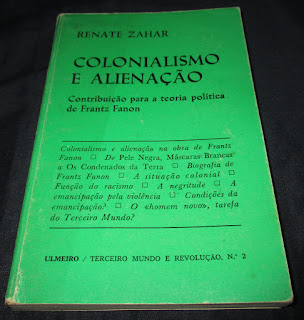 RENATE ZAHAR
COLONIALISMO
E ALIENAÇÃO
Contribuição para a teoria política
de Frantz Fanon
Colonialismo e alienação na obra de Frantz
Fanon □ De Pele Negra, Máscaras Brancas
a Os Condenados da Terra □ Biografia de
Frantz Fanon □ A situação colonial □
Função do racismo □ A negritude □ A
emancipação pela violência □ Condições da
emancipação? □ O «homem novo», tarefa
do Terceiro Mundo?
ULMEIRO / TERCEIRO MUNDO E REVOLUÇÃO, N.º 2